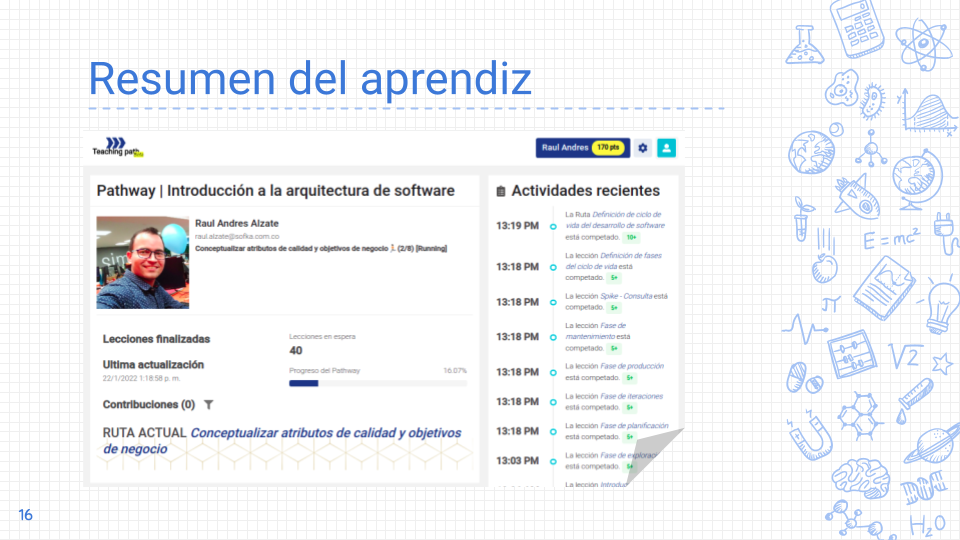 Resumen del aprendiz
Teaching path
Raul Andres 170 pts
Pathway | Introducción a la arquitectura de software
Raul Andres Alzate
raul.alzate@sofka.com.co
Conceptualizar atributos de calidad y objetivos de negocio (2/8) [Running]
sim
Lecciones finalizadas
Lecciones en espera
40
Ultima actualización
22/1/2022 1:18:58 p. m.
Progreso del Pathway 16.07%
Contribuciones (0)
RUTA ACTUAL Conceptualizar atributos de calidad y objetivos
de negocio
Actividades recientes
13:19 PM
La Ruta Definición de ciclo de
vida del desarrollo de software
está competado. 10+
13:18 PM
La lección Definición de fases
del ciclo de vida está
competado. 5+
13:18 PM
La lección Spike - Consulta está
competado. 5+
13:18 PM
La lección Fase de
mantenimiento está
competado. 5+
13:18 PM
La lección Fase de producción
está competado. 5+
13:18 PM
La lección Fase de iteraciones
está competado. 5+
13:18 PM
La lección Fase de planificación
está competado. 5+
13:03 PM
La lección Fase de
está competado. 5+
La lección
16
y
x
E=mc²
π
√2
H₂O